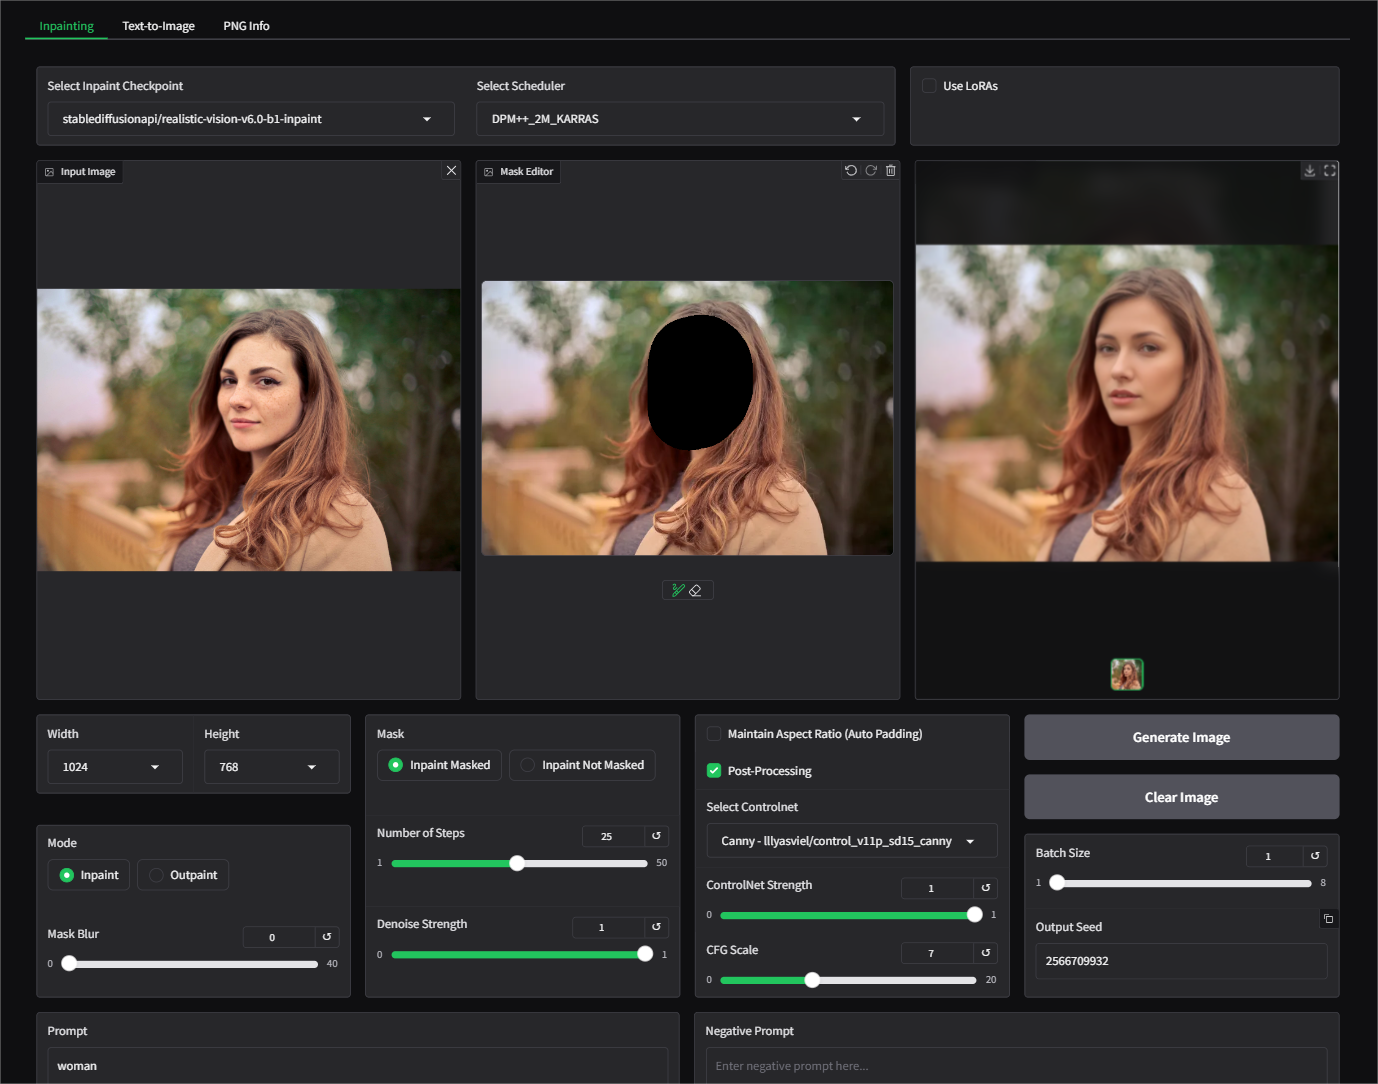 Inpainting Text-to-Image PNG Info
Select Inpaint Checkpoint
stablediffusionapi/realistic-vision-v6.0-b1-inpaint
Select Scheduler
DPM++_2M_KARRAS
Use LoRAs
Input Image
Mask Editor
Width
1024
Height
768
Mode
Inpaint Outpaint
Mask Blur
0
0 40
Mask
Inpaint Masked Inpaint Not Masked
Number of Steps
25
1 50
Denoise Strength
1
0 1
Maintain Aspect Ratio (Auto Padding)
Post-Processing
Select Controlnet
Canny - lllyasviel/control_v11p_sd15_canny
ControlNet Strength
1
0 1
CFG Scale
7
0 20
Generate Image
Clear Image
Batch Size
1
1 8
Output Seed
2566709932
Prompt
woman
Negative Prompt
Enter negative prompt here...